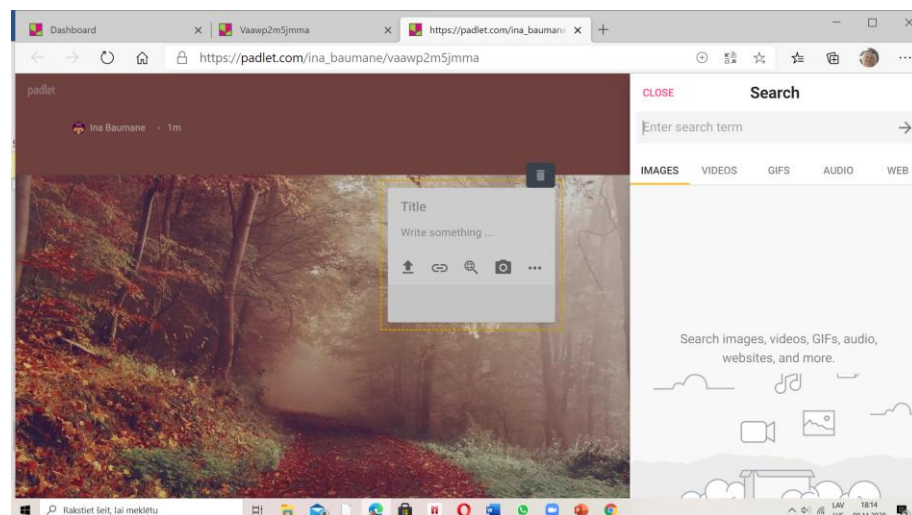 Dashboard
Vaawp2m5jmma
https://padlet.com/ina_baumane
https://padlet.com/ina_baumane/vaawp2m5jmma
padlet
Ina Baumane • 1m
Title
Write something ...
CLOSE
Search
Enter search term
IMAGES VIDEOS GIFS AUDIO WEB
Search images, videos, GIFs, audio,
websites, and more.
Rakstiet šeit, lai meklētu
LAV
18:14